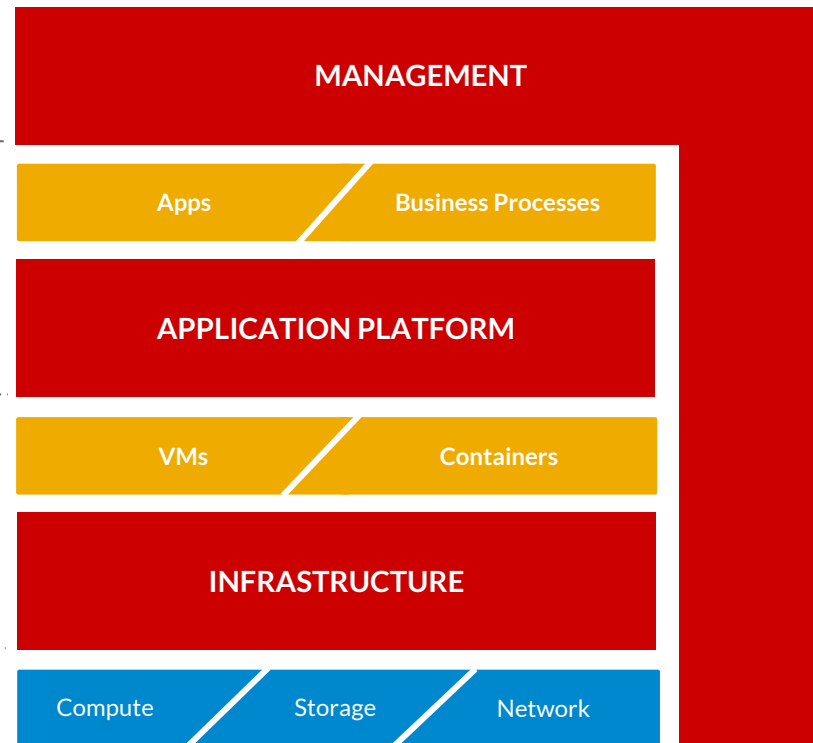 MANAGEMENT
Apps
Business Processes
APPLICATION PLATFORM
VMs
Containers
INFRASTRUCTURE
Compute
Storage
Network